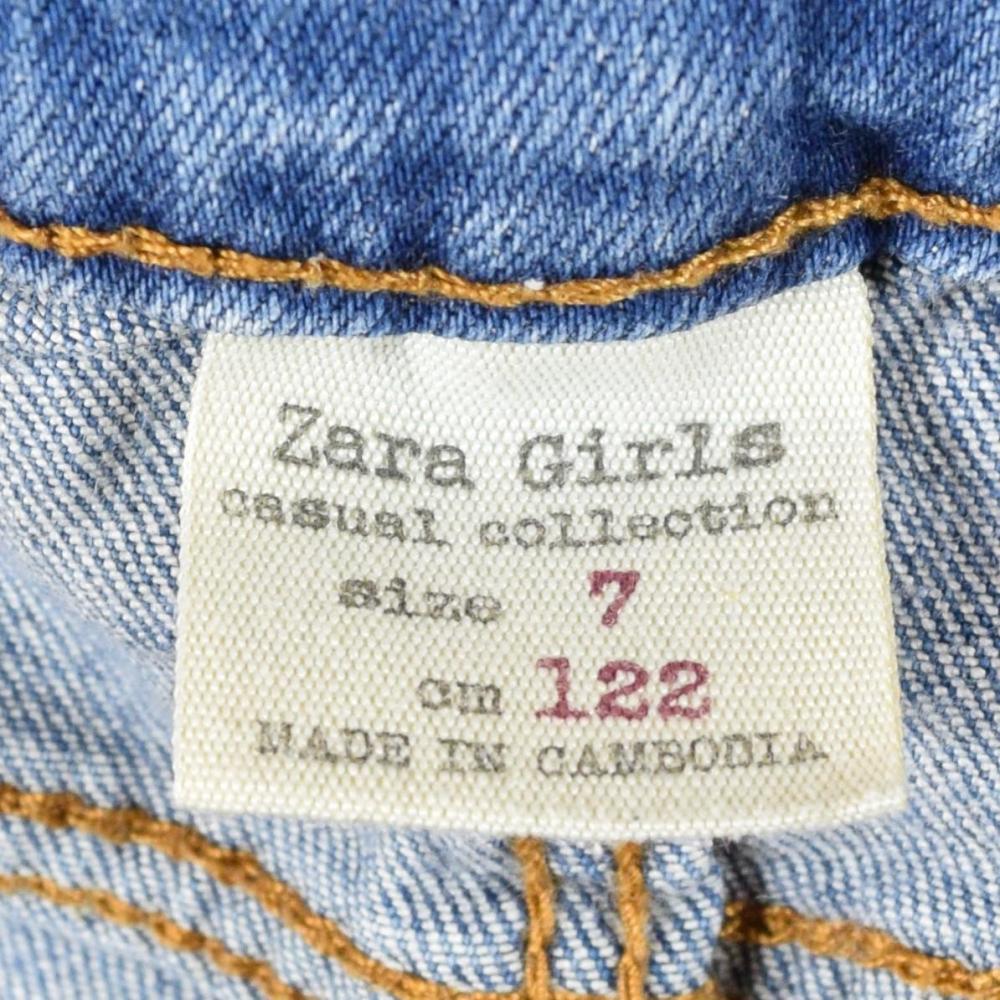 Zara Girls
casual collection
size 7
cm 122
MADE IN CAMBODIA